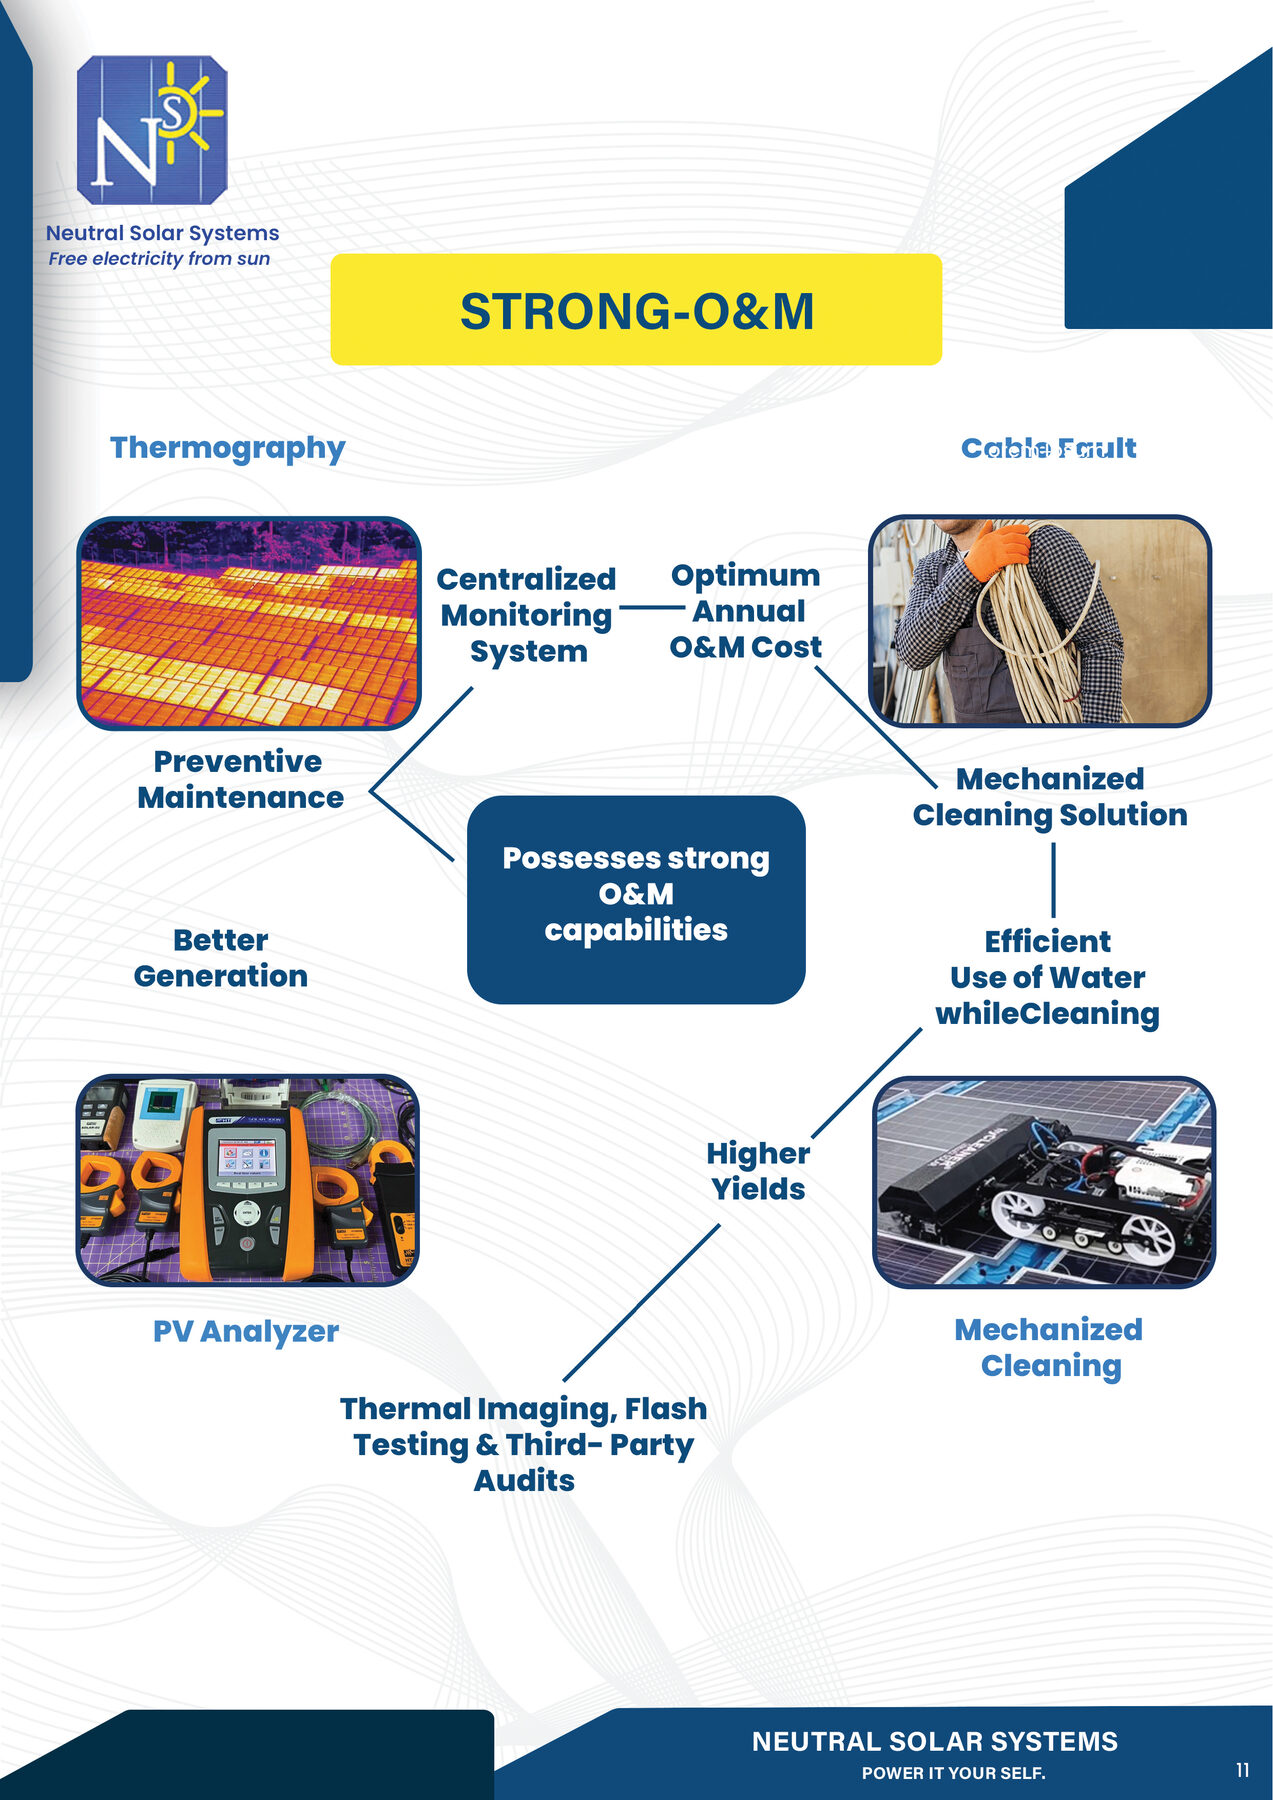 NS
Neutral Solar Systems
Free electricity from sun
STRONG-O&M
Thermography
Cable Fault
Centralized
Monitoring
System
Optimum
Annual
O&M Cost
Preventive
Maintenance
Mechanized
Cleaning Solution
Possesses strong
O&M
capabilities
Better
Generation
Efficient
Use of Water
whileCleaning
Higher
Yields
PV Analyzer
Mechanized
Cleaning
Thermal Imaging, Flash
Testing & Third- Party
Audits
NEUTRAL SOLAR SYSTEMS
POWER IT YOUR SELF.
11